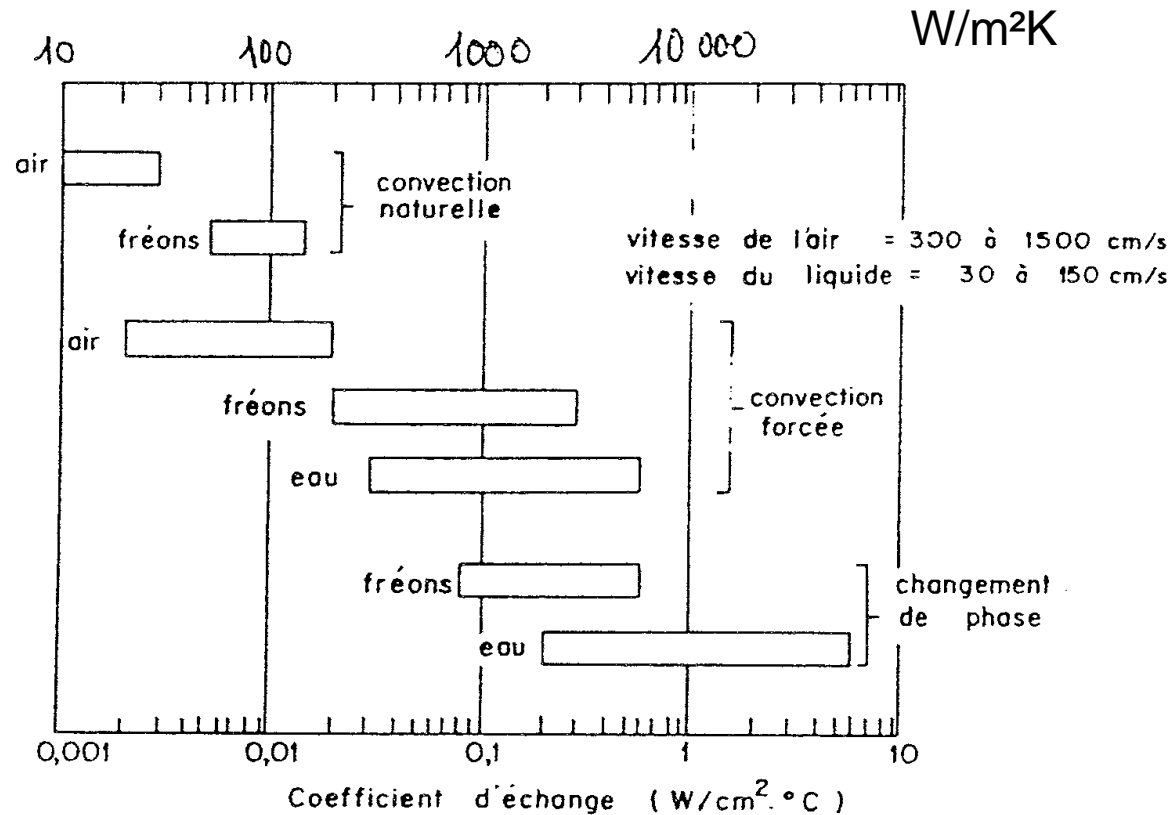 W/m²K
10 100 1000 10 000
air
convection
naturelle
fréons
vitesse de l'air = 300 à 1500 cm/s
vitesse du liquide = 30 à 150 cm/s
air
fréons
convection
forcée
eau
fréons
changement
de phase
eau
0,001 0,01 0,1 1 10
Coefficient d'échange (W/cm².°C)